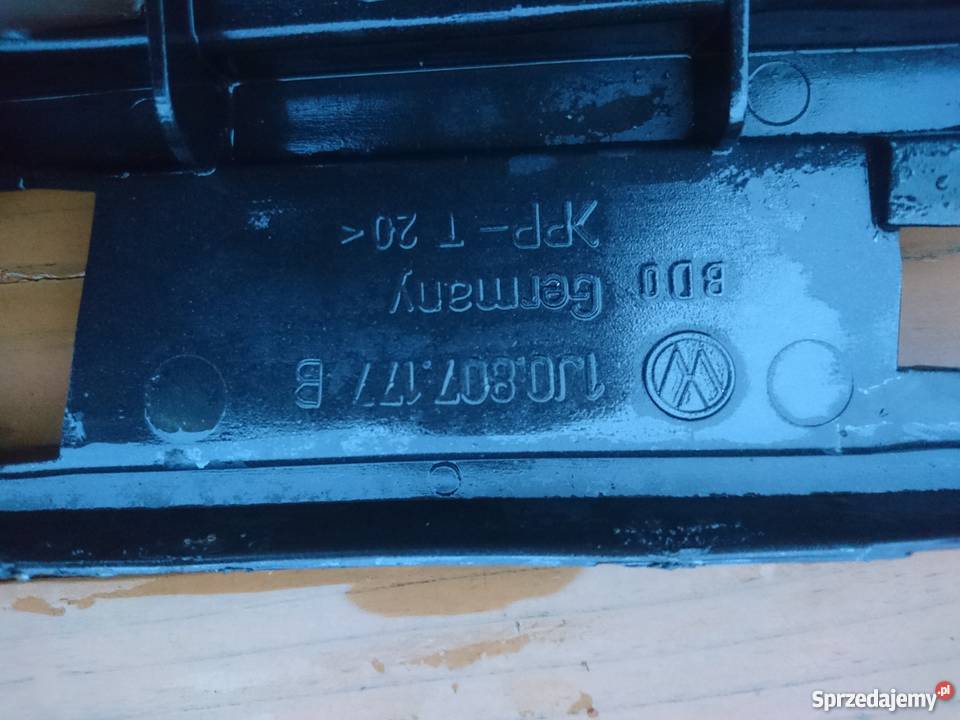 1J0.807.177 B
BD0 Germany
>PP-T 20<
Sprzedajemy.pl